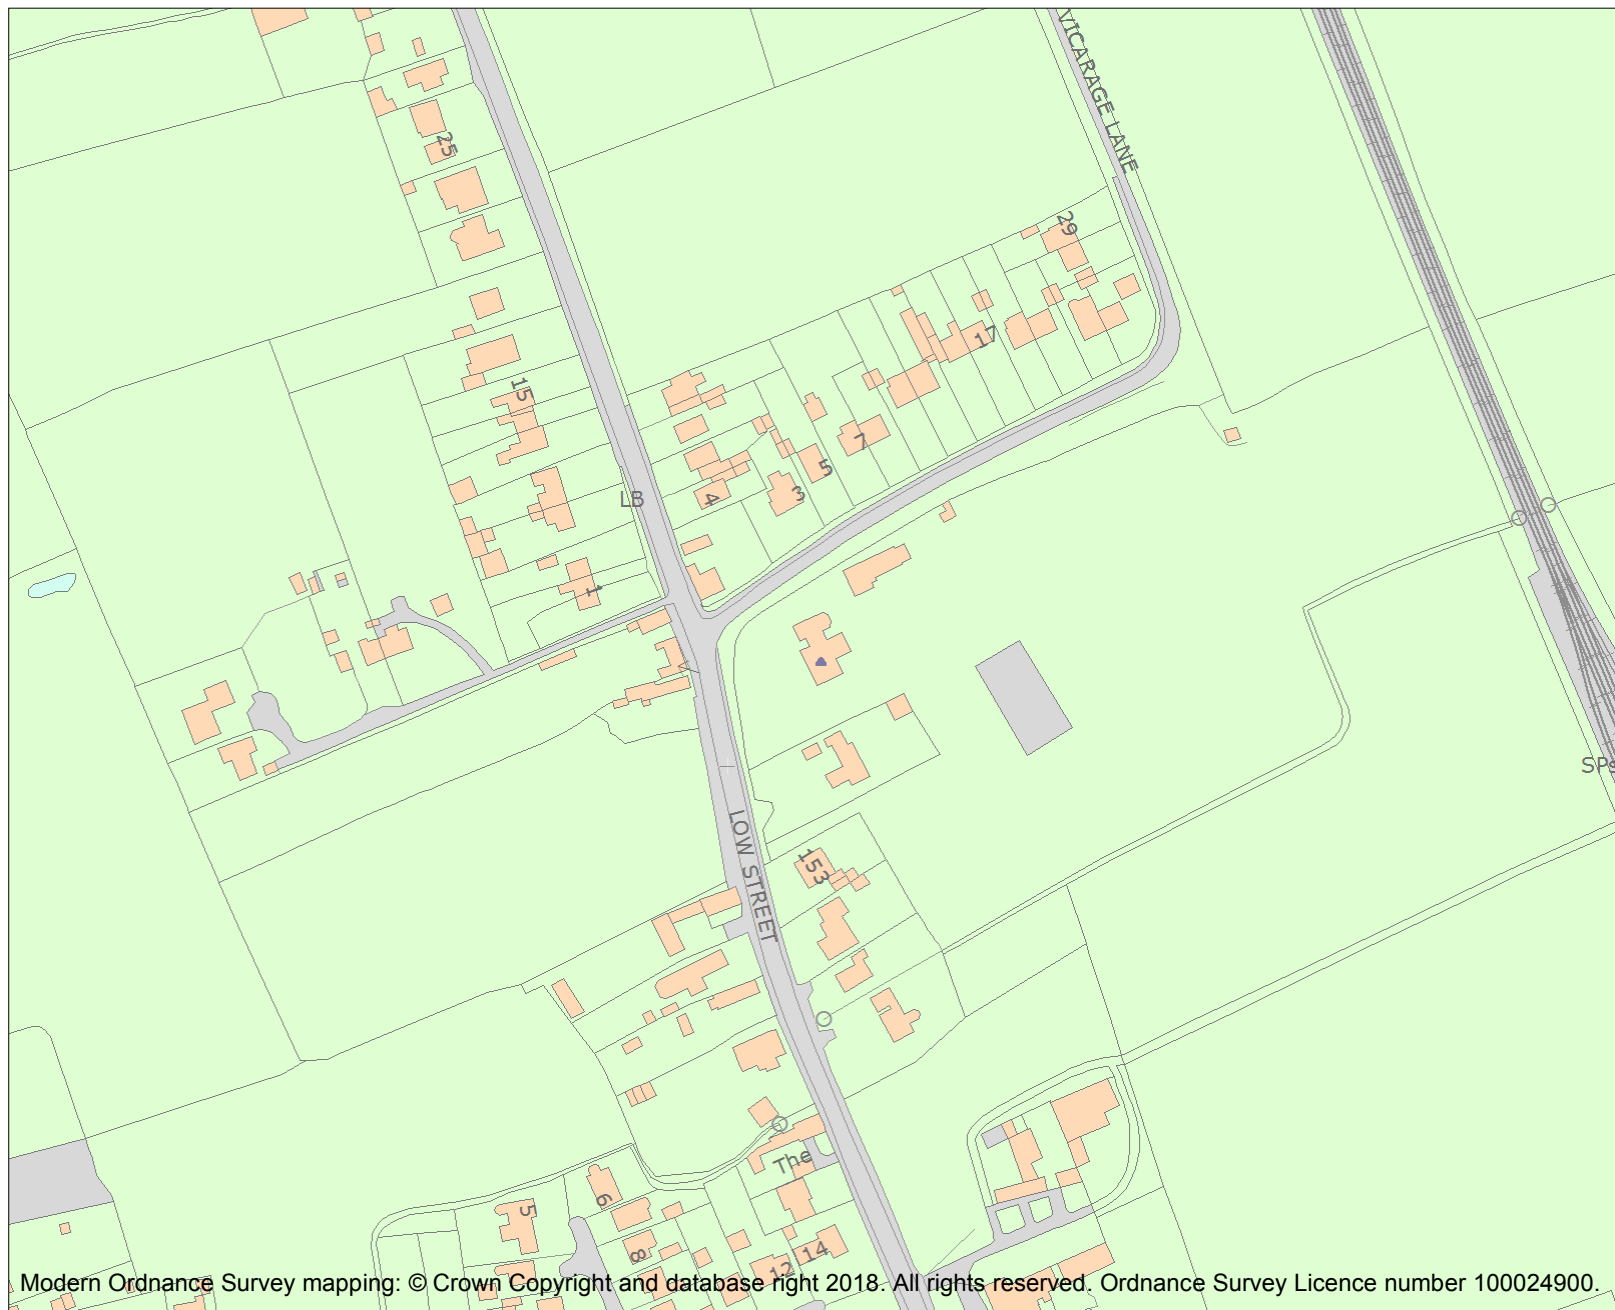 VICARAGE LANE
25
29
17
15
7
5
3
4
LB
1
SPs
LOW STREET
153
The
6
5
8
14
12
Modern Ordnance Survey mapping: © Crown Copyright and database right 2018. All rights reserved. Ordnance Survey Licence number 100024900.